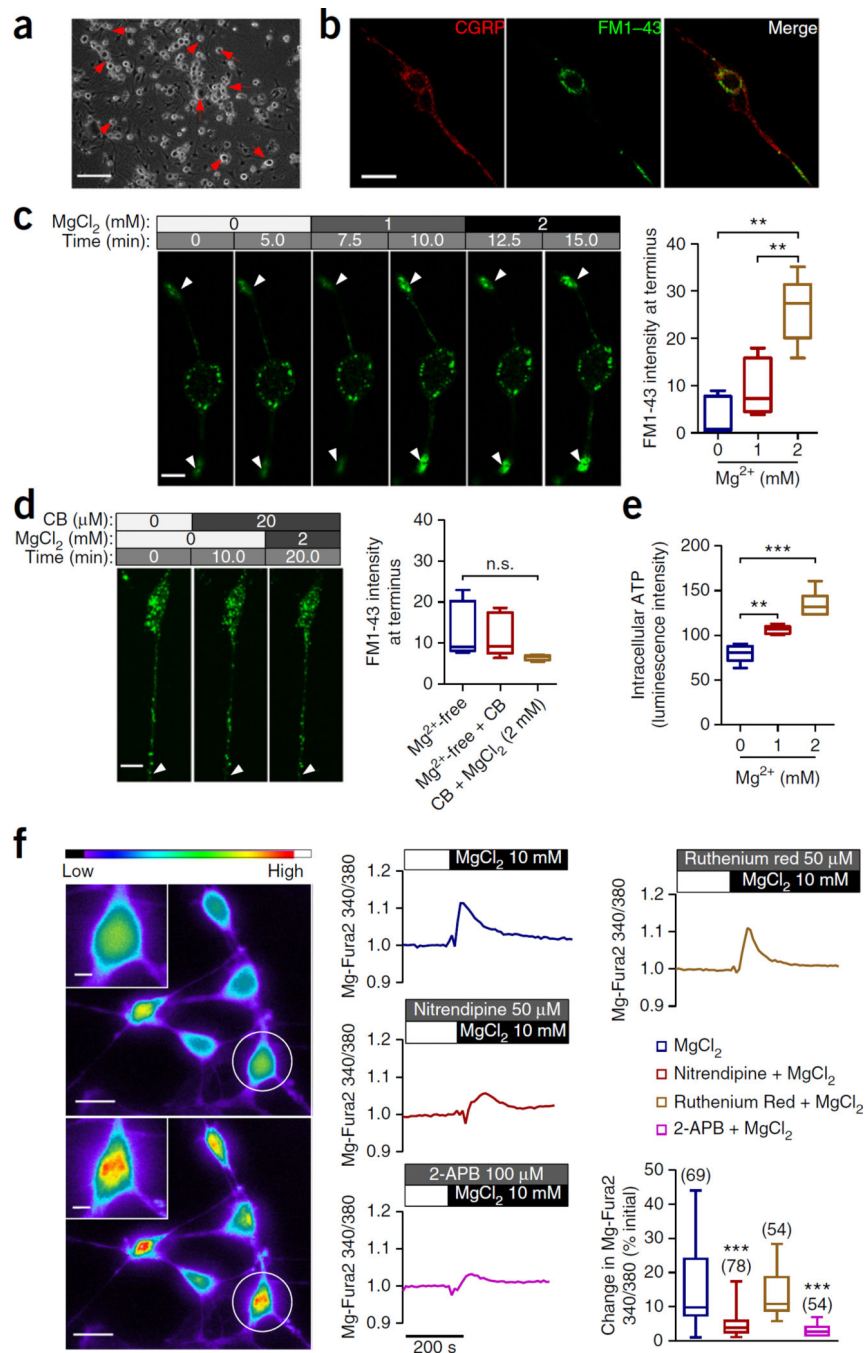 a
b
CGRP
FM1–43
Merge
c
MgCl2 (mM):
0
1
2
Time (min):
0
5.0
7.5
10.0
12.5
15.0
FM1-43 intensity at terminus
40
30
20
10
0
**
**
0
1
2
Mg2+ (mM)
d
CB (μM):
0
20
MgCl2 (mM):
0
2
Time (min):
0
10.0
20.0
FM1-43 intensity
at terminus
40
30
20
10
0
n.s.
Mg2+-free
Mg2+-free + CB
CB + MgCl2 (2 mM)
e
Intracellular ATP
(luminescence intensity)
200
150
100
50
0
***
**
0
1
2
Mg2+ (mM)
f
Low
High
MgCl2 10 mM
Mg-Fura2 340/380
1.2
1.1
1.0
0.9
Nitrendipine 50 μM
MgCl2 10 mM
Mg-Fura2 340/380
1.2
1.1
1.0
0.9
2-APB 100 μM
MgCl2 10 mM
Mg-Fura2 340/380
1.2
1.1
1.0
0.9
200 s
Ruthenium red 50 μM
MgCl2 10 mM
Mg-Fura2 340/380
1.2
1.1
1.0
0.9
MgCl2
Nitrendipine + MgCl2
Ruthenium Red + MgCl2
2-APB + MgCl2
Change in Mg-Fura2
340/380 (% initial)
50
40
30
20
10
0
(69)
***
(78)
(54)
***
(54)